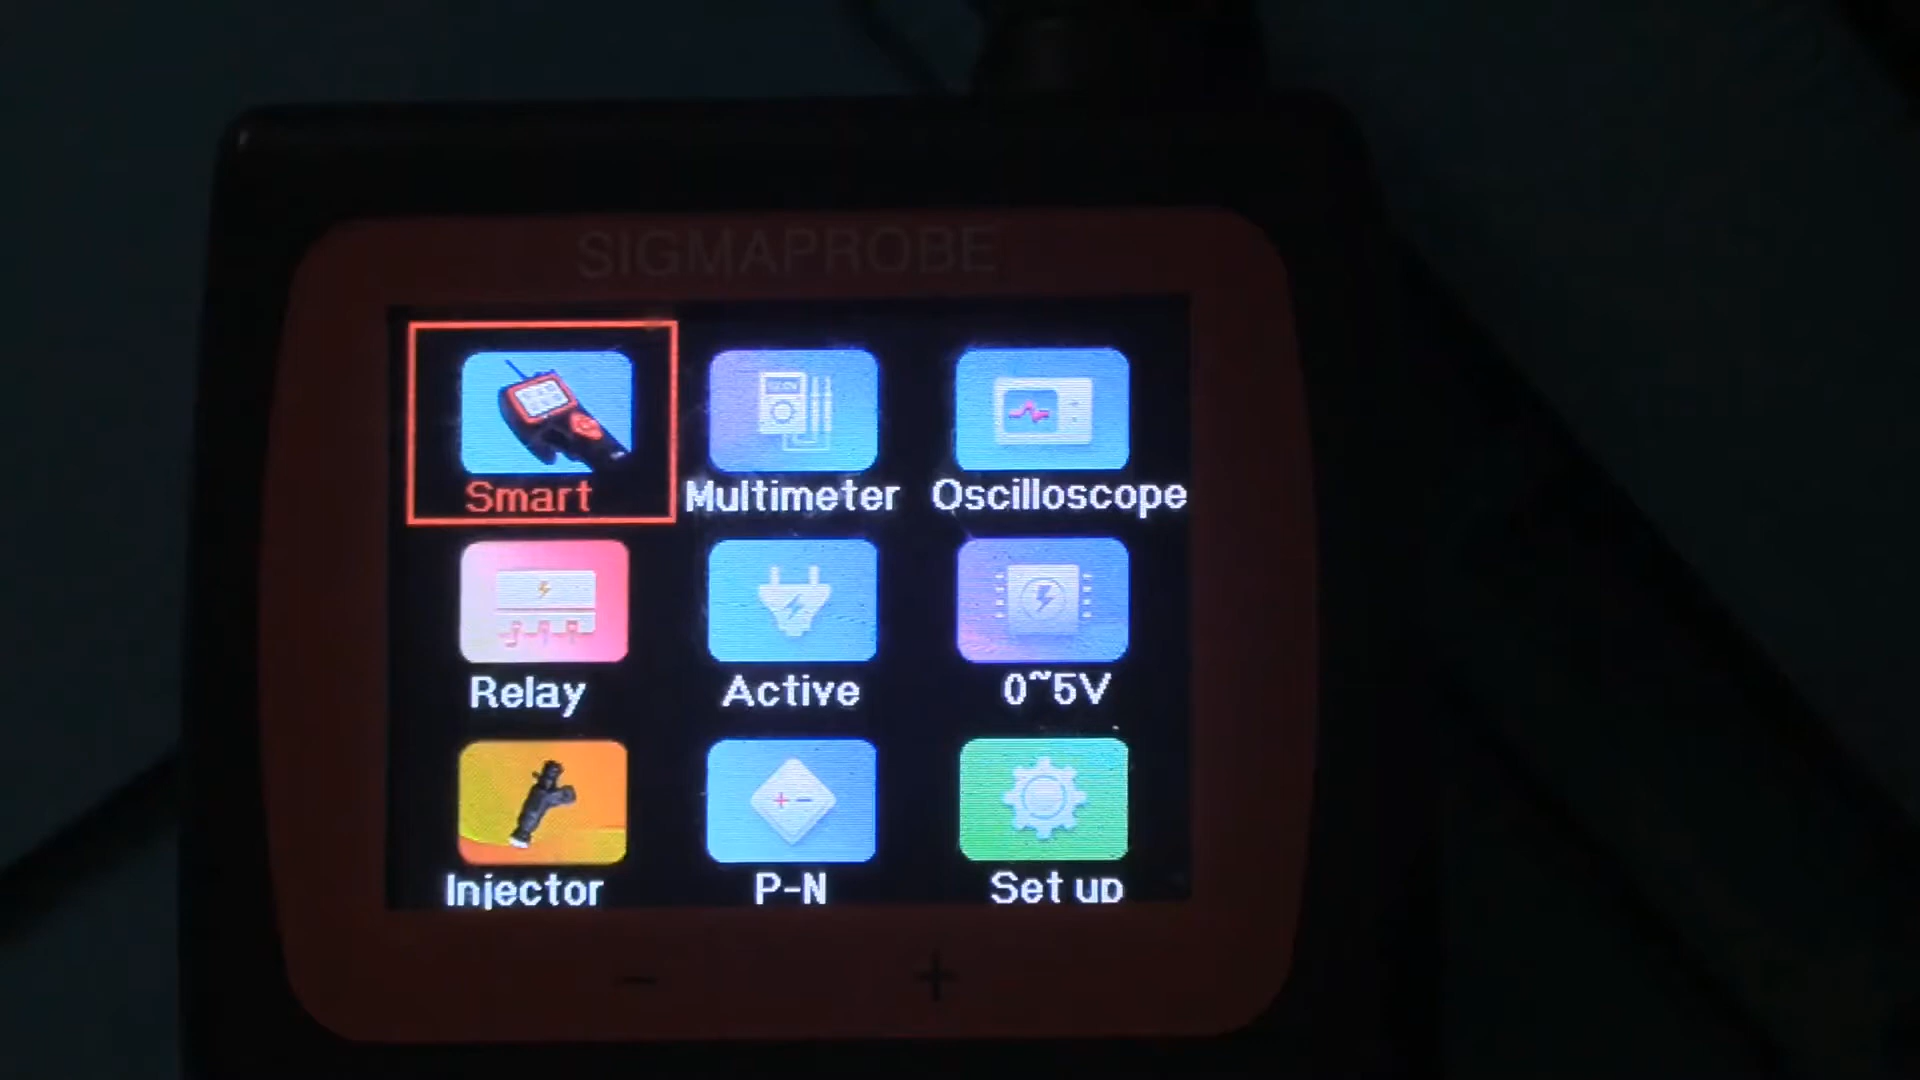 SIGMAPROBE
Smart Multimeter Oscilloscope
Relay Active 0~5V
Injector P-N Set up
- +